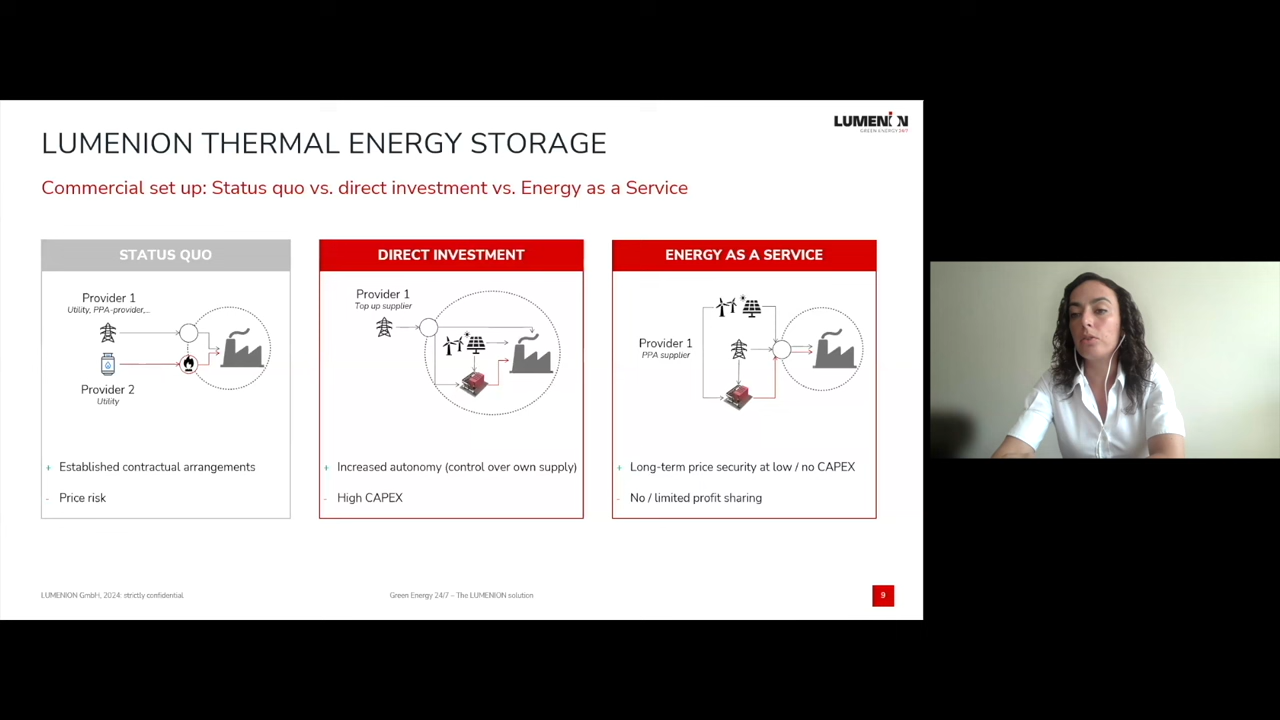 LUMENION
GREEN ENERGY 24/7
LUMENION THERMAL ENERGY STORAGE
Commercial set up: Status quo vs. direct investment vs. Energy as a Service
STATUS QUO
Provider 1
Utility, PPA-provider,...
Provider 2
Utility
+ Established contractual arrangements
- Price risk
DIRECT INVESTMENT
Provider 1
Top up supplier
+ Increased autonomy (control over own supply)
- High CAPEX
ENERGY AS A SERVICE
Provider 1
PPA supplier
+ Long-term price security at low / no CAPEX
- No / limited profit sharing
LUMENION GmbH, 2024: strictly confidential
Green Energy 24/7 – The LUMENION solution
9